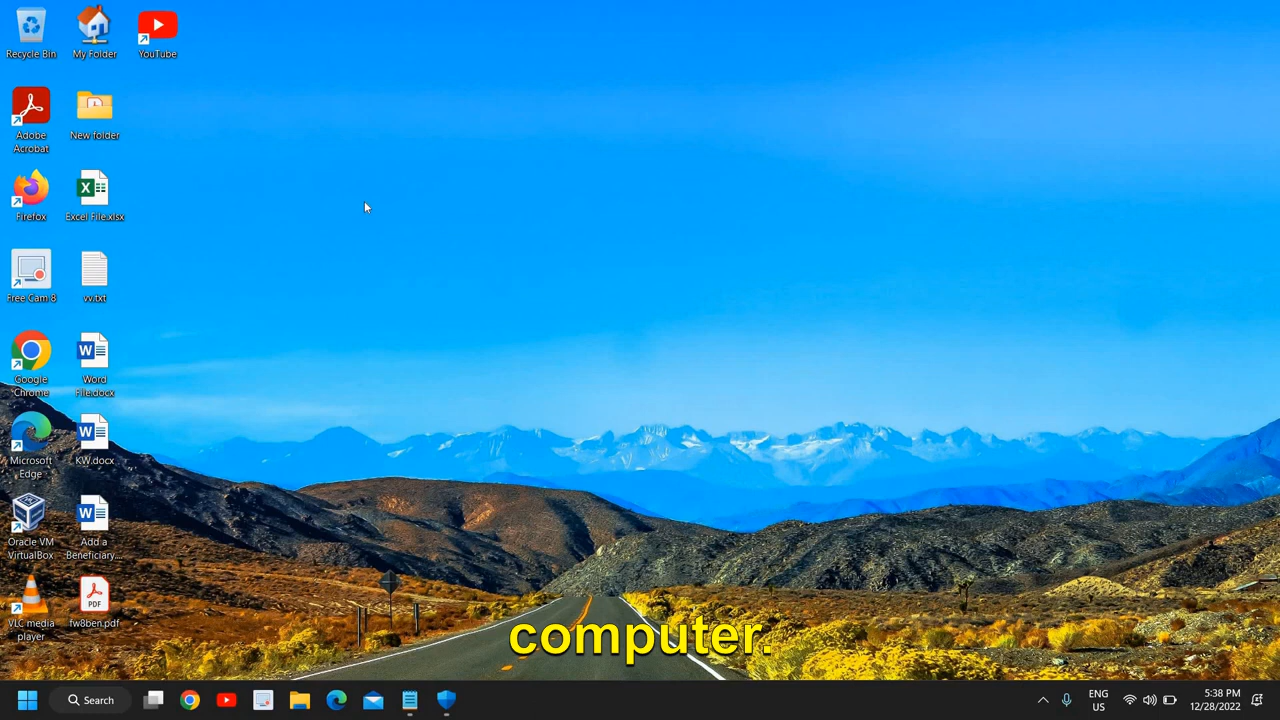 Recycle Bin
My Folder
YouTube
Adobe
Acrobat
New folder
Firefox
Excel File.xlsx
Free Cam 8
vv.txt
Google
Chrome
Word
File.docx
Microsoft
Edge
KW.docx
Oracle VM
VirtualBox
Add a
Beneficiary...
VLC media
player
fw8ben.pdf
PDF
computer.
Search
ENG
US
5:38 PM
12/28/2022